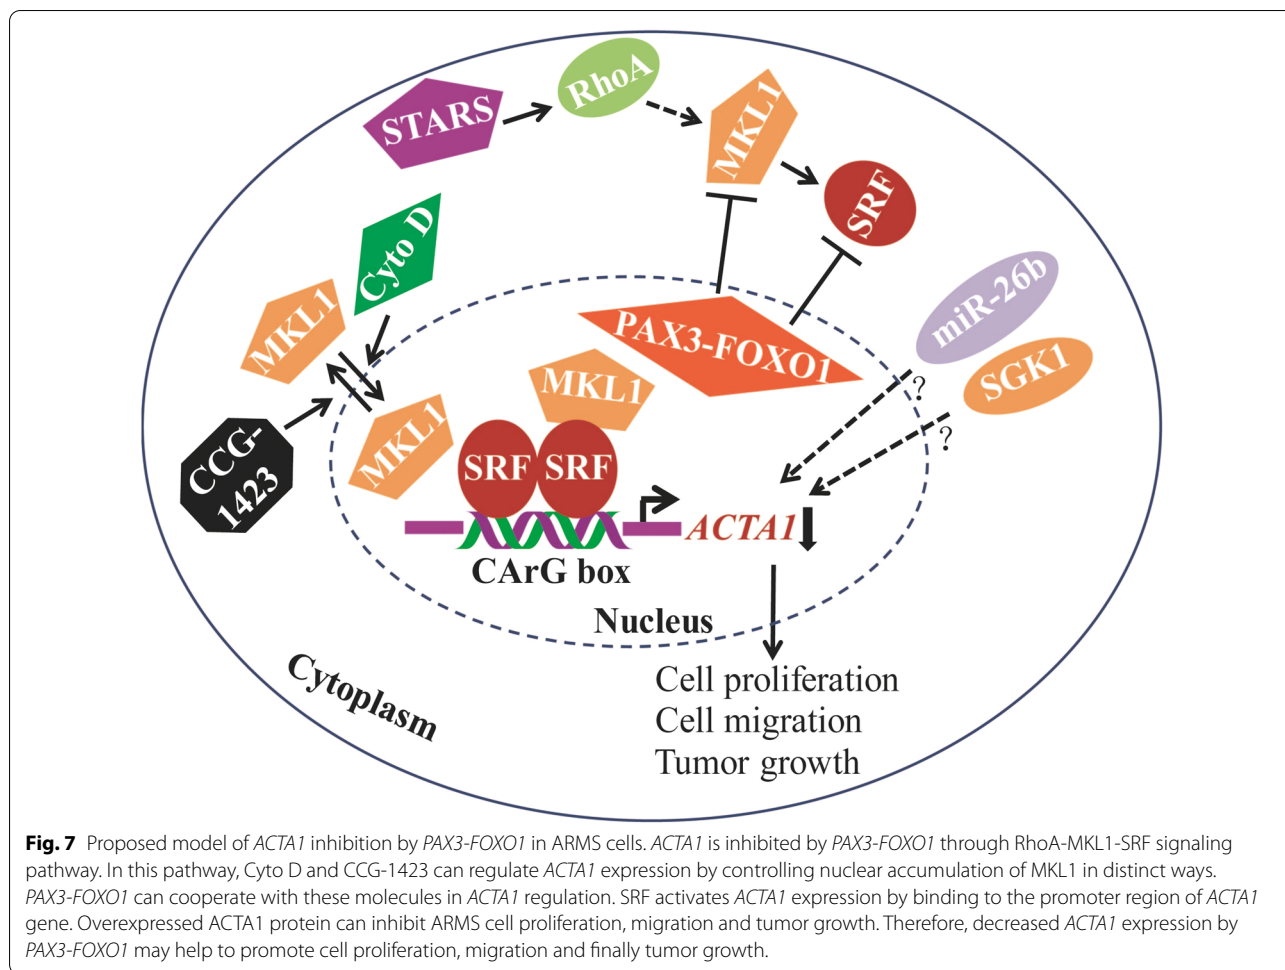 STARS
RhoA
MKL1
SRF
Cyto D
MKL1
CCG-
1423
MKL1
PAX3-FOXO1
MKL1
miR-26b
SGK1
?
?
SRF
SRF
ACTA1
CArG box
Nucleus
Cytoplasm
Cell proliferation
Cell migration
Tumor growth
Fig. 7 Proposed model of ACTA1 inhibition by PAX3-FOXO1 in ARMS cells. ACTA1 is inhibited by PAX3-FOXO1 through RhoA-MKL1-SRF signaling
pathway. In this pathway, Cyto D and CCG-1423 can regulate ACTA1 expression by controlling nuclear accumulation of MKL1 in distinct ways.
PAX3-FOXO1 can cooperate with these molecules in ACTA1 regulation. SRF activates ACTA1 expression by binding to the promoter region of ACTA1
gene. Overexpressed ACTA1 protein can inhibit ARMS cell proliferation, migration and tumor growth. Therefore, decreased ACTA1 expression by
PAX3-FOXO1 may help to promote cell proliferation, migration and finally tumor growth.